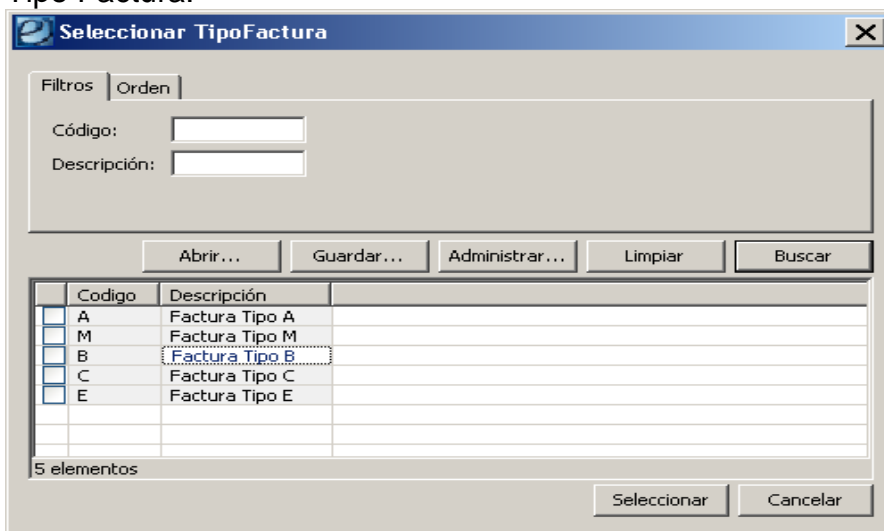 Tipo Factura:
Seleccionar TipoFactura
Filtros Orden
Código:
Descripción:
Abrir... Guardar... Administrar... Limpiar Buscar
Codigo Descripción
A Factura Tipo A
M Factura Tipo M
B Factura Tipo B
C Factura Tipo C
E Factura Tipo E
5 elementos
Seleccionar Cancelar